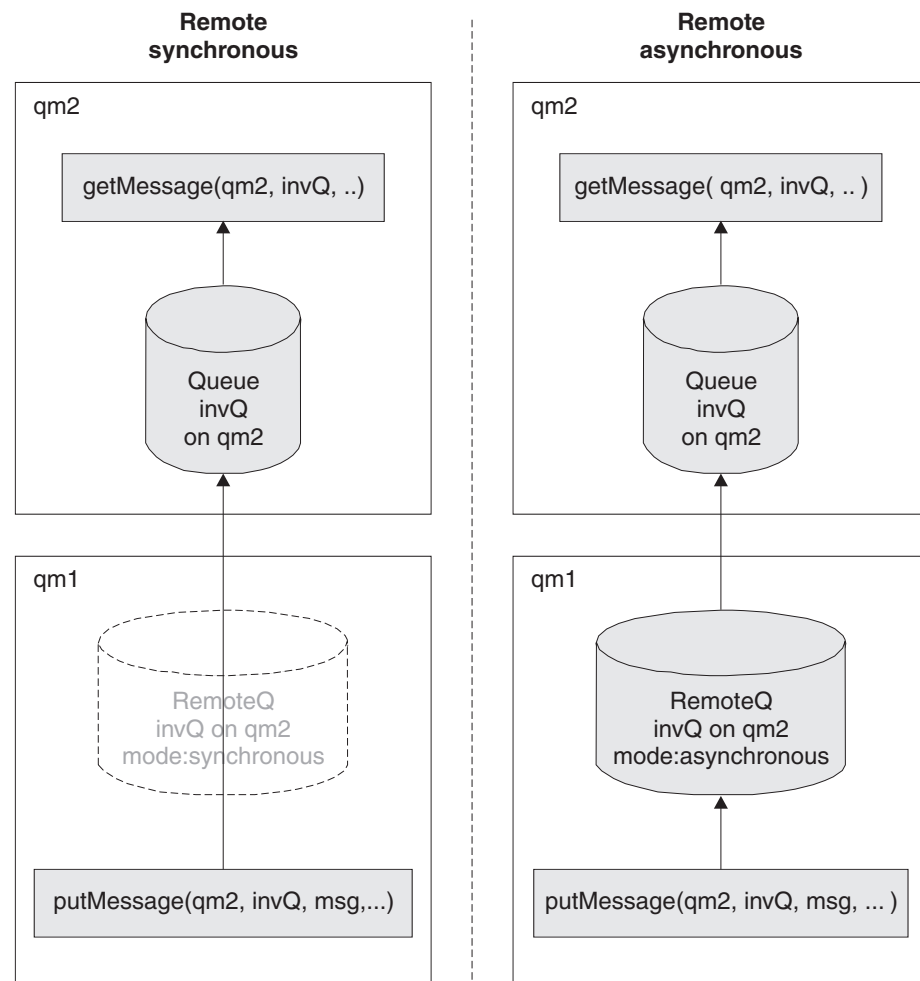 Remote
synchronous
qm2
getMessage(qm2, invQ, ..)
Queue
invQ
on qm2
qm1
RemoteQ
invQ on qm2
mode:synchronous
putMessage(qm2, invQ, msg,...)
Remote
asynchronous
qm2
getMessage( qm2, invQ, .. )
Queue
invQ
on qm2
qm1
RemoteQ
invQ on qm2
mode:asynchronous
putMessage(qm2, invQ, msg, ... )